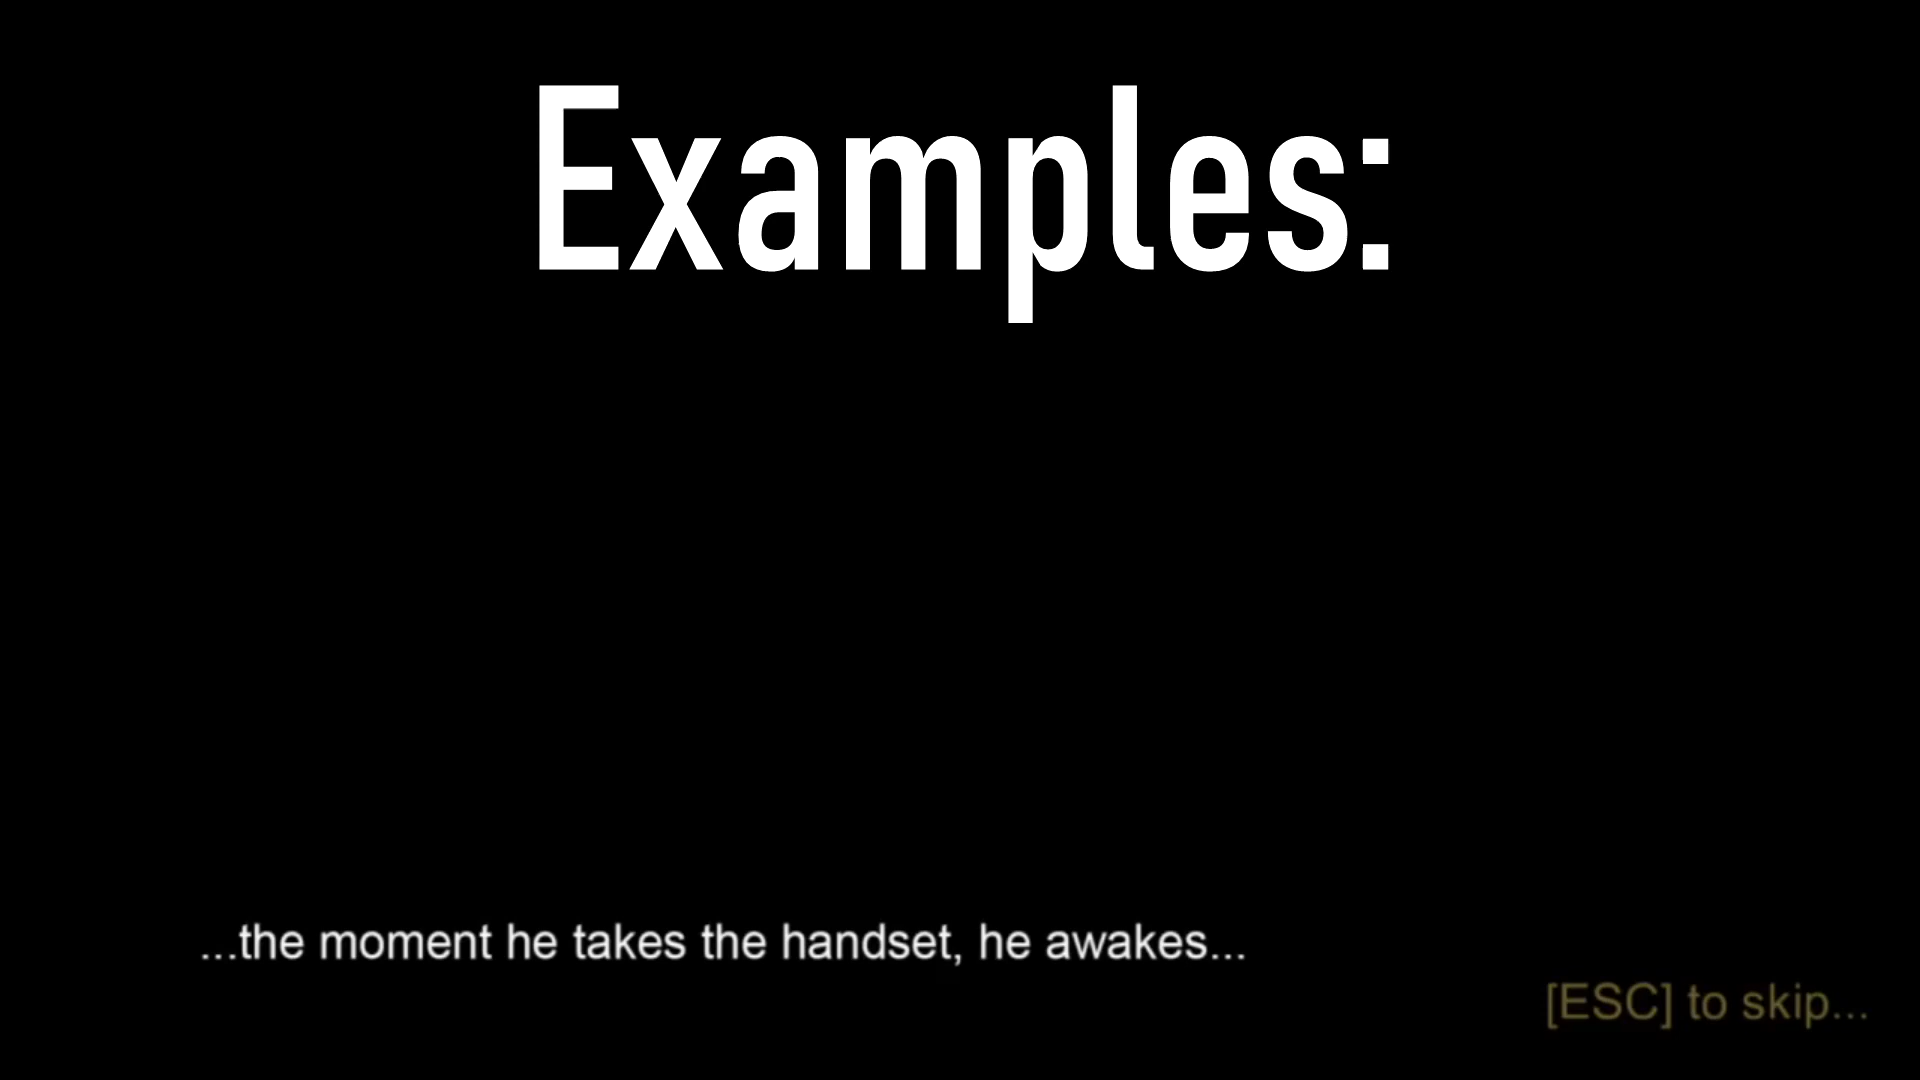 Examples:
...the moment he takes the handset, he awakes...
[ESC] to skip...